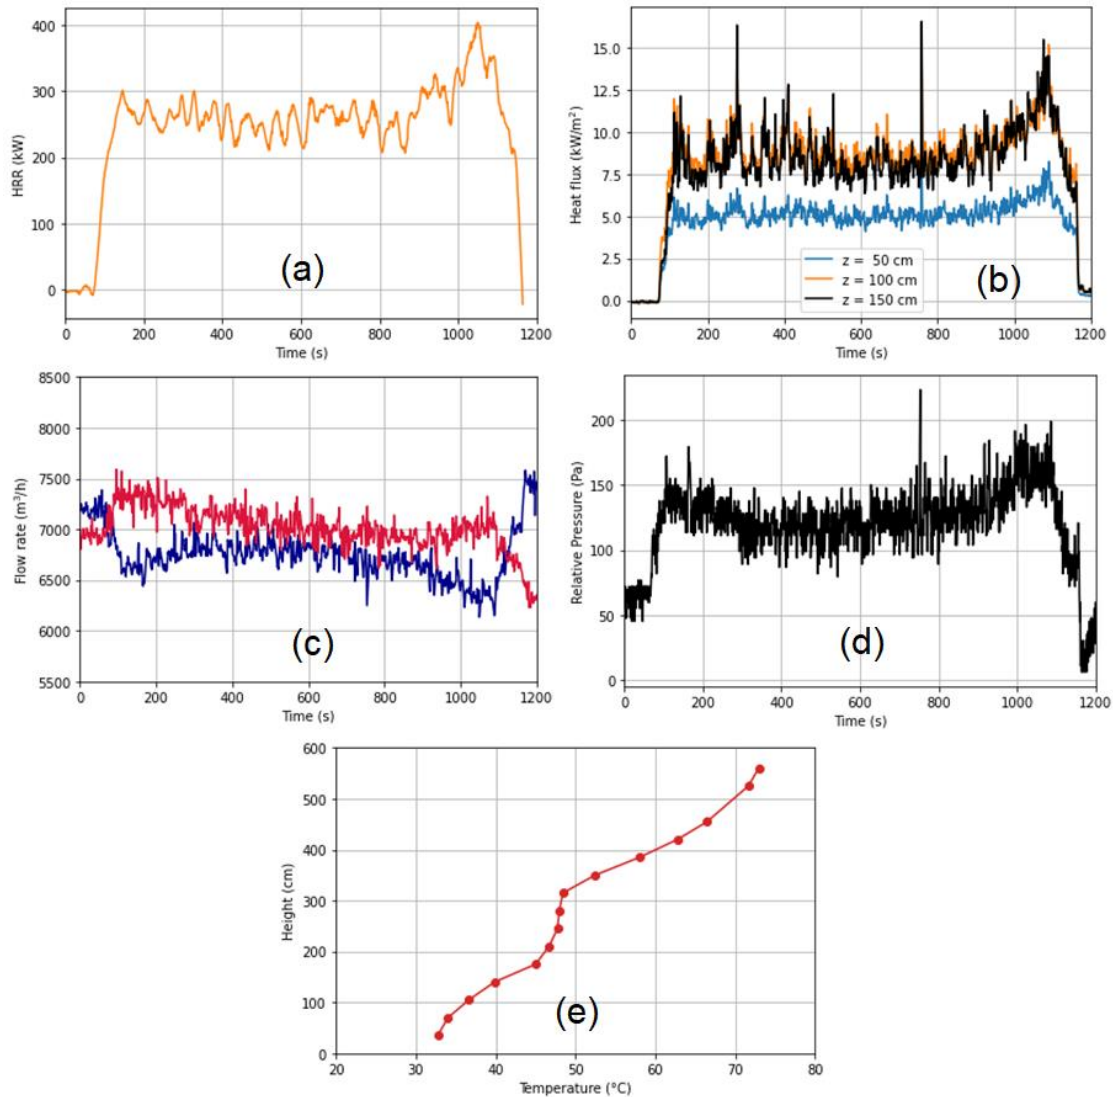 400
300
200
100
0
HRR (kW)
0 200 400 600 800 1000 1200
Time (s)
(a)
15.0
12.5
10.0
7.5
5.0
2.5
0.0
Heat flux (kW/m²)
z = 50 cm
z = 100 cm
z = 150 cm
0 200 400 600 800 1000 1200
Time (s)
(b)
8500
8000
7500
7000
6500
6000
5500
Flow rate (m³/h)
0 200 400 600 800 1000 1200
Time (s)
(c)
200
150
100
50
0
Relative Pressure (Pa)
0 200 400 600 800 1000 1200
Time (s)
(d)
600
500
400
300
200
100
0
Height (cm)
20 30 40 50 60 70 80
Temperature (°C)
(e)